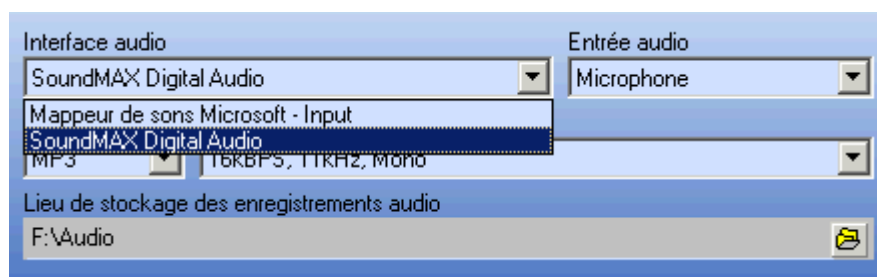 Interface audio
Entrée audio
SoundMAX Digital Audio
Microphone
Mappeur de sons Microsoft - Input
SoundMAX Digital Audio
MP3
16kBPS, 11kHz, Mono
Lieu de stockage des enregistrements audio
F:\Audio